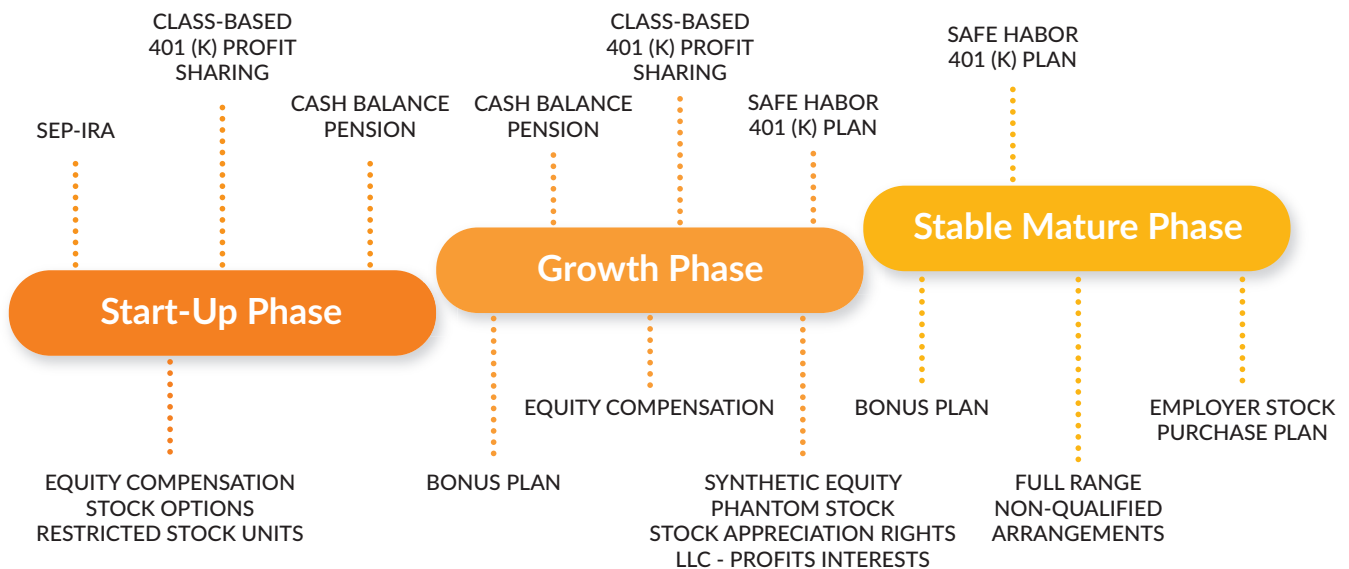 SEP-IRA
CLASS-BASED
401 (K) PROFIT
SHARING
CASH BALANCE
PENSION
Start-Up Phase
EQUITY COMPENSATION
STOCK OPTIONS
RESTRICTED STOCK UNITS
CASH BALANCE
PENSION
CLASS-BASED
401 (K) PROFIT
SHARING
SAFE HABOR
401 (K) PLAN
Growth Phase
BONUS PLAN
EQUITY COMPENSATION
SYNTHETIC EQUITY
PHANTOM STOCK
STOCK APPRECIATION RIGHTS
LLC - PROFITS INTERESTS
SAFE HABOR
401 (K) PLAN
Stable Mature Phase
BONUS PLAN
FULL RANGE
NON-QUALIFIED
ARRANGEMENTS
EMPLOYER STOCK
PURCHASE PLAN